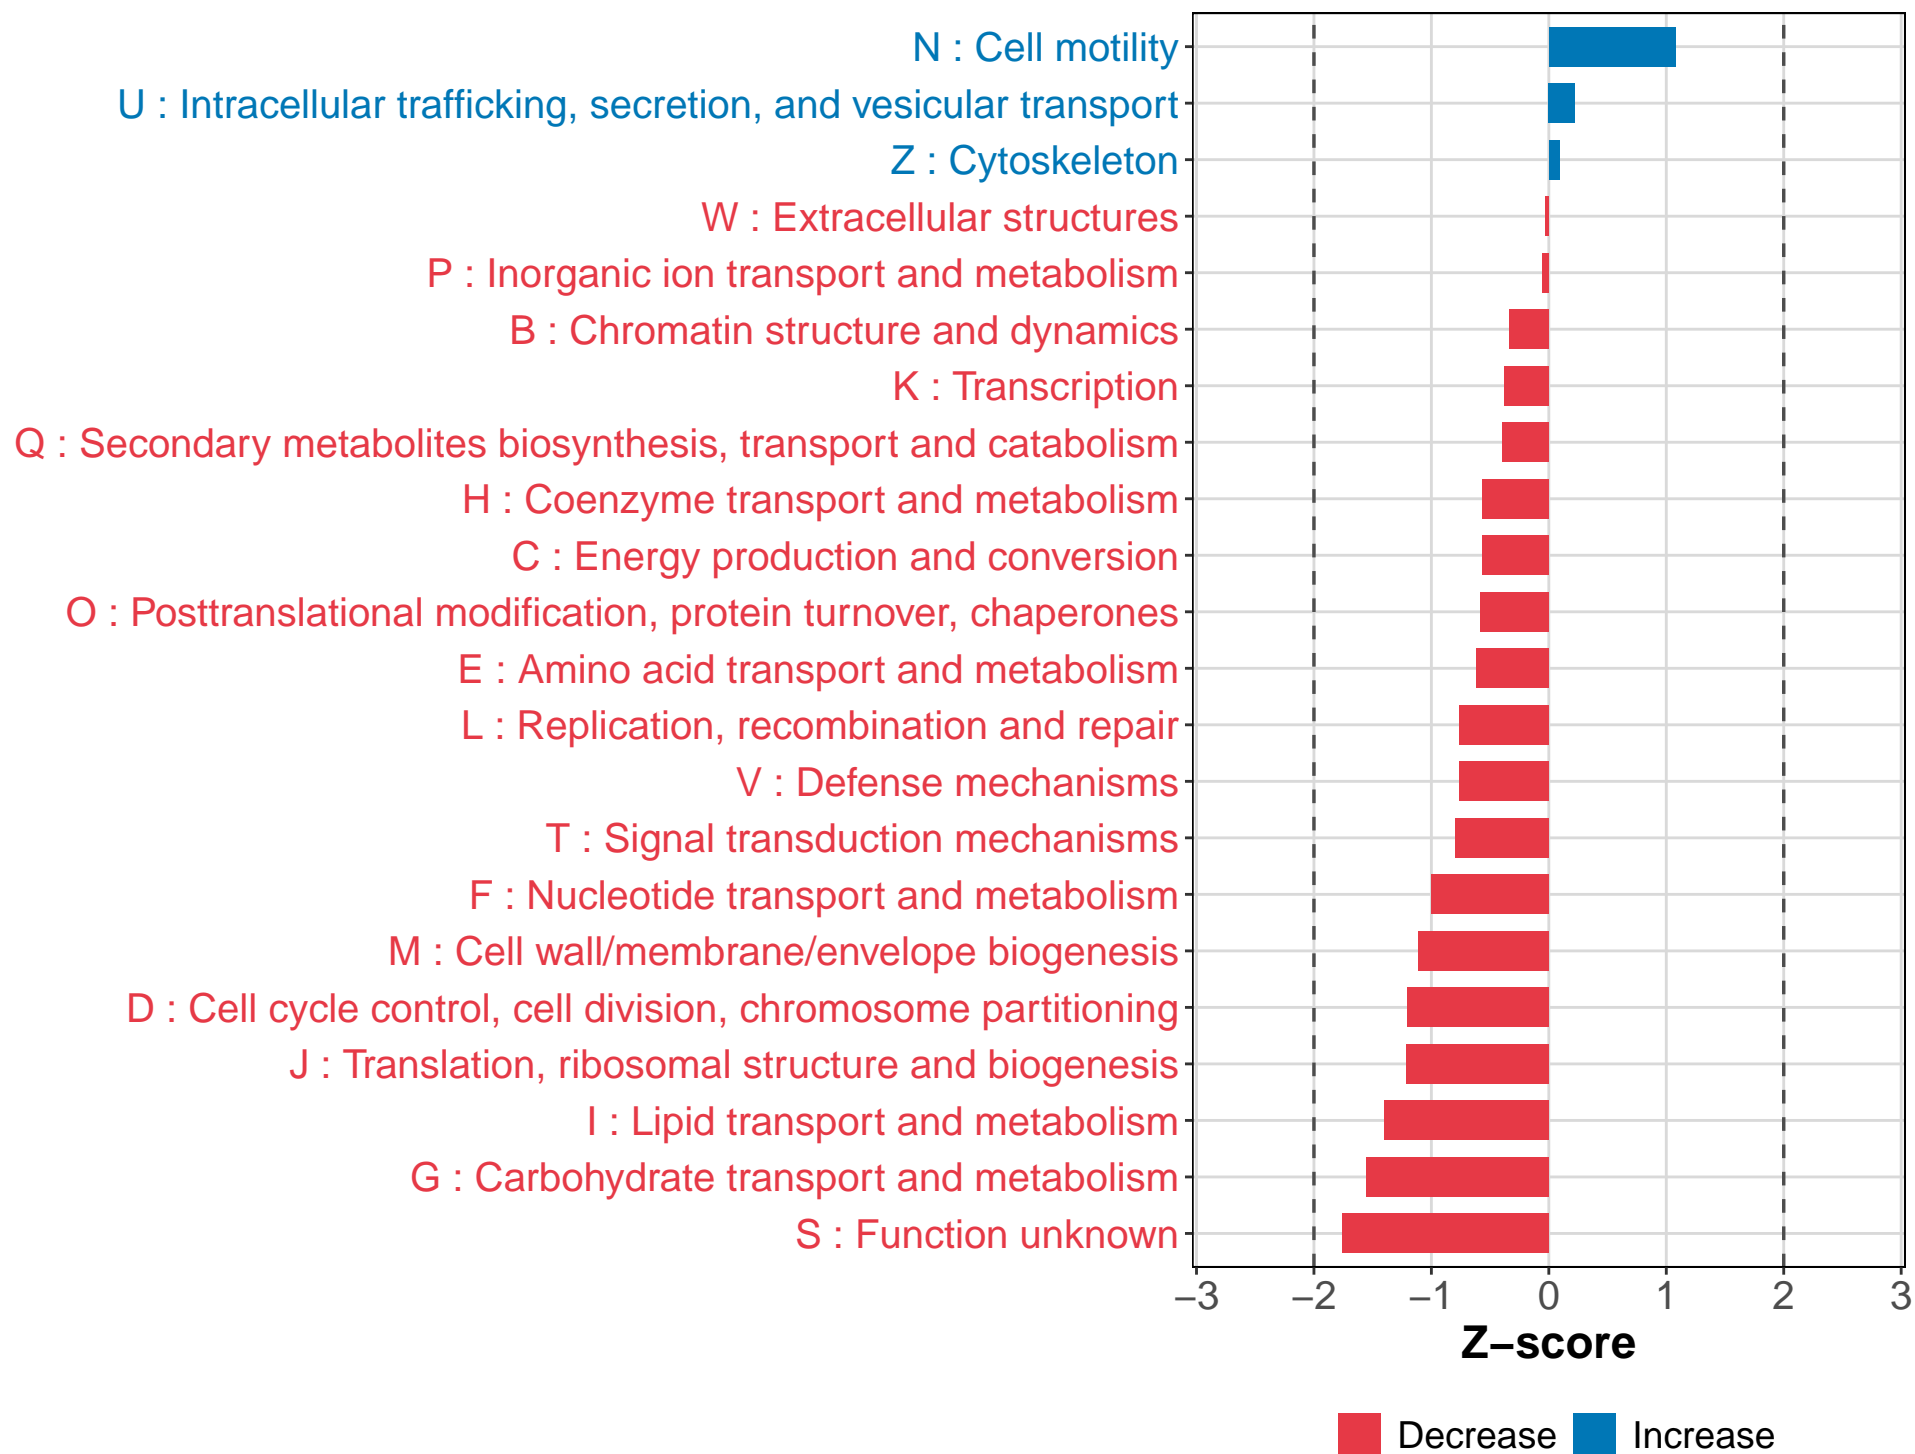 N : Cell motility
U : Intracellular trafficking, secretion, and vesicular transport
Z : Cytoskeleton
W : Extracellular structures
P : Inorganic ion transport and metabolism
B : Chromatin structure and dynamics
K : Transcription
Q : Secondary metabolites biosynthesis, transport and catabolism
H : Coenzyme transport and metabolism
C : Energy production and conversion
O : Posttranslational modification, protein turnover, chaperones
E : Amino acid transport and metabolism
L : Replication, recombination and repair
V : Defense mechanisms
T : Signal transduction mechanisms
F : Nucleotide transport and metabolism
M : Cell wall/membrane/envelope biogenesis
D : Cell cycle control, cell division, chromosome partitioning
J : Translation, ribosomal structure and biogenesis
I : Lipid transport and metabolism
G : Carbohydrate transport and metabolism
S : Function unknown
−3 −2 −1 0 1 2 3
Z−score
Decrease Increase